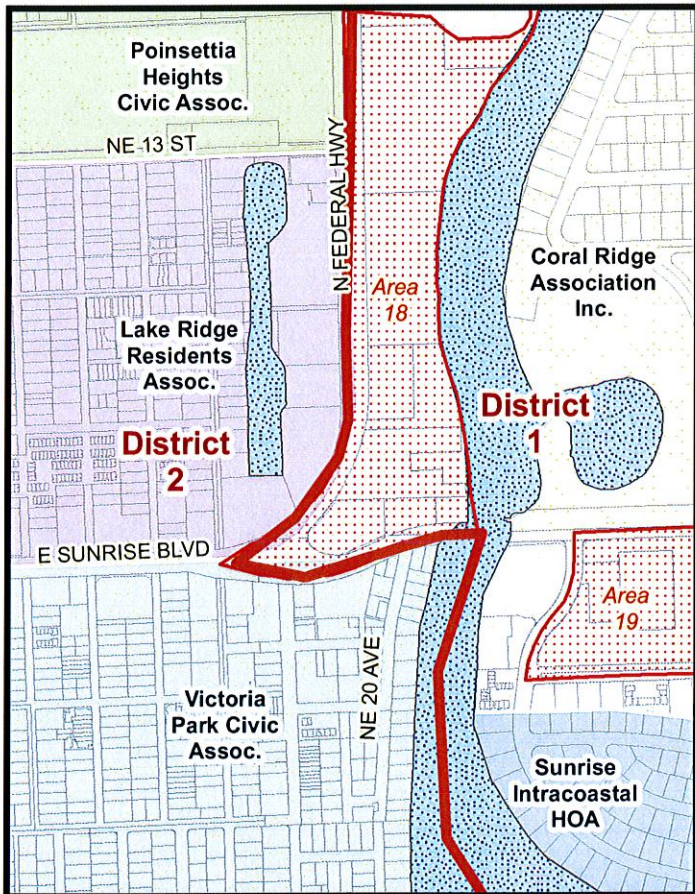 Poinsettia
Heights
Civic Assoc.
NE 13 ST
N FEDERAL HWY
Area
18
Coral Ridge
Association
Inc.
Lake Ridge
Residents
Assoc.
District
2
District
1
E SUNRISE BLVD
Area
19
NE 20 AVE
Victoria
Park Civic
Assoc.
Sunrise
Intracoastal
HOA